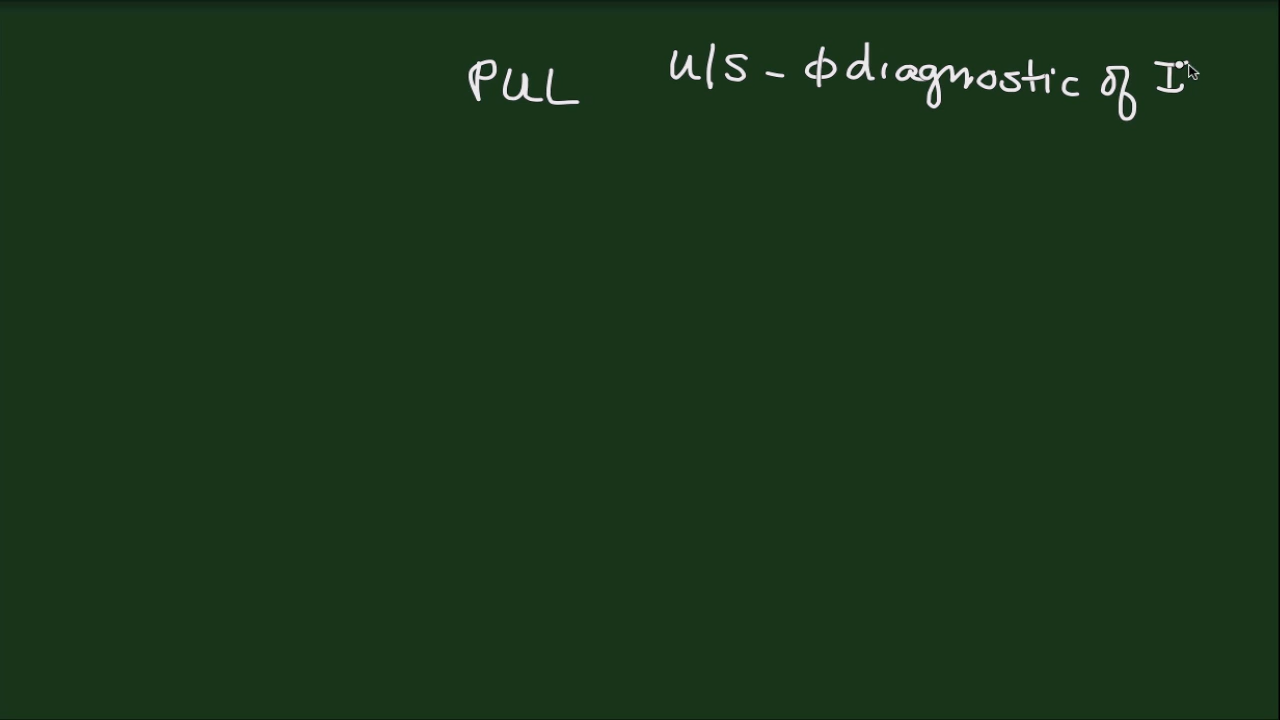 PUL U/S - ϕ diagnostic of I